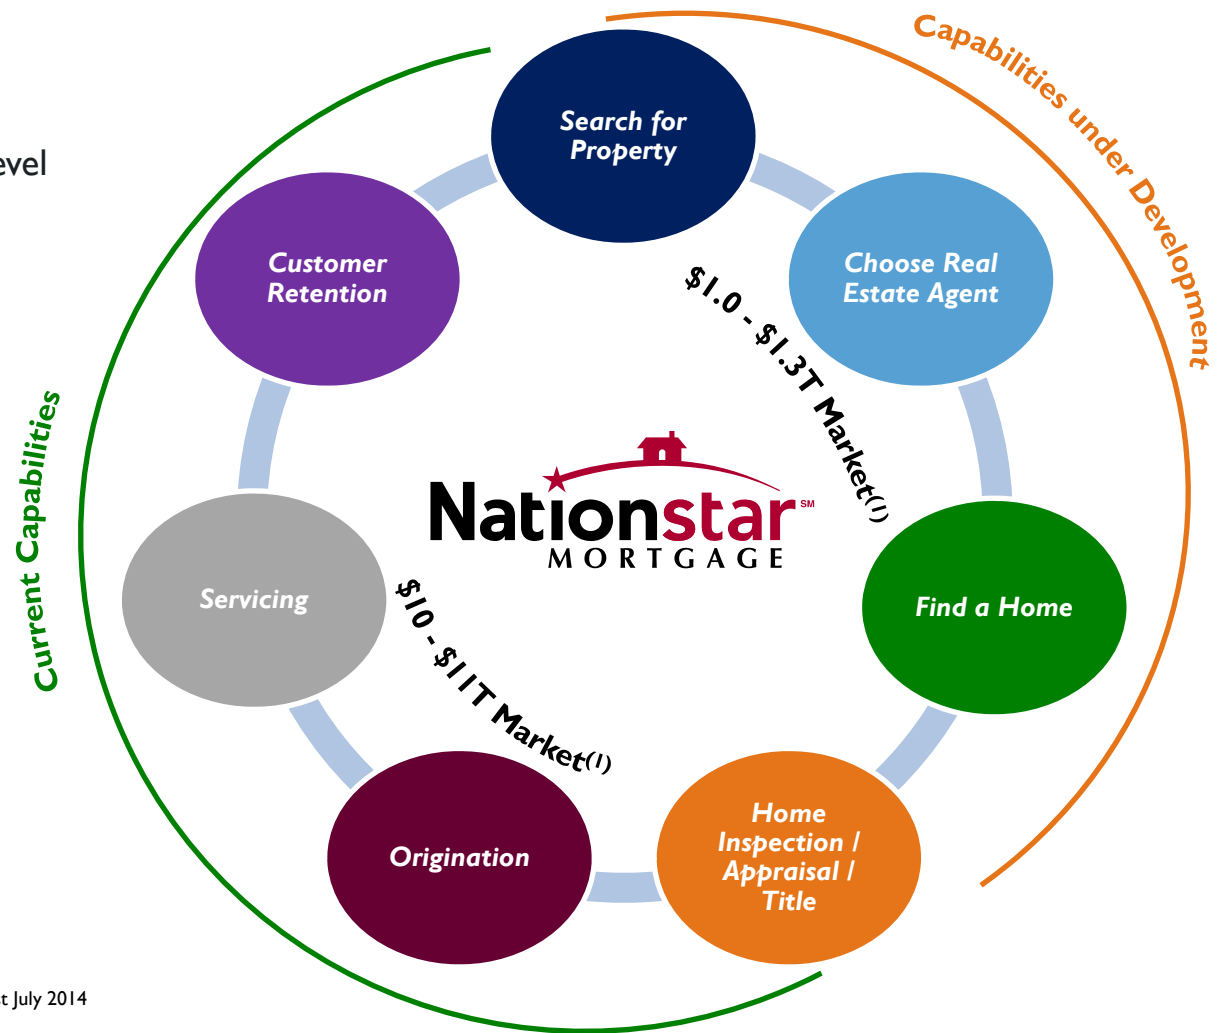 Capabilities under Development
Search for
Property
Customer
Retention
Choose Real
Estate Agent
$1.0 - $1.3T Market(1)
Current Capabilities
Nationstar SM
MORTGAGE
Servicing
Find a Home
$10 - $11T Market(1)
Origination
Home
Inspection /
Appraisal /
Title
July 2014